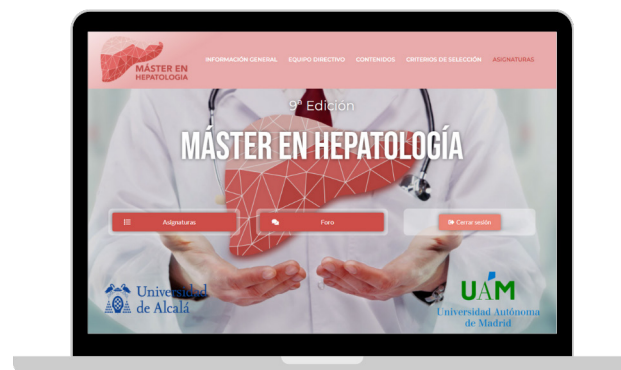 MÁSTER EN
HEPATOLOGIA
INFORMACIÓN GENERAL EQUIPO DIRECTIVO CONTENIDOS CRITERIOS DE SELECCIÓN ASIGNATURAS
9ª Edición
MÁSTER EN HEPATOLOGÍA
Asignaturas
Foro
Cerrar sesión
Universidad
de Alcalá
UAM
Universidad Autónoma
de Madrid